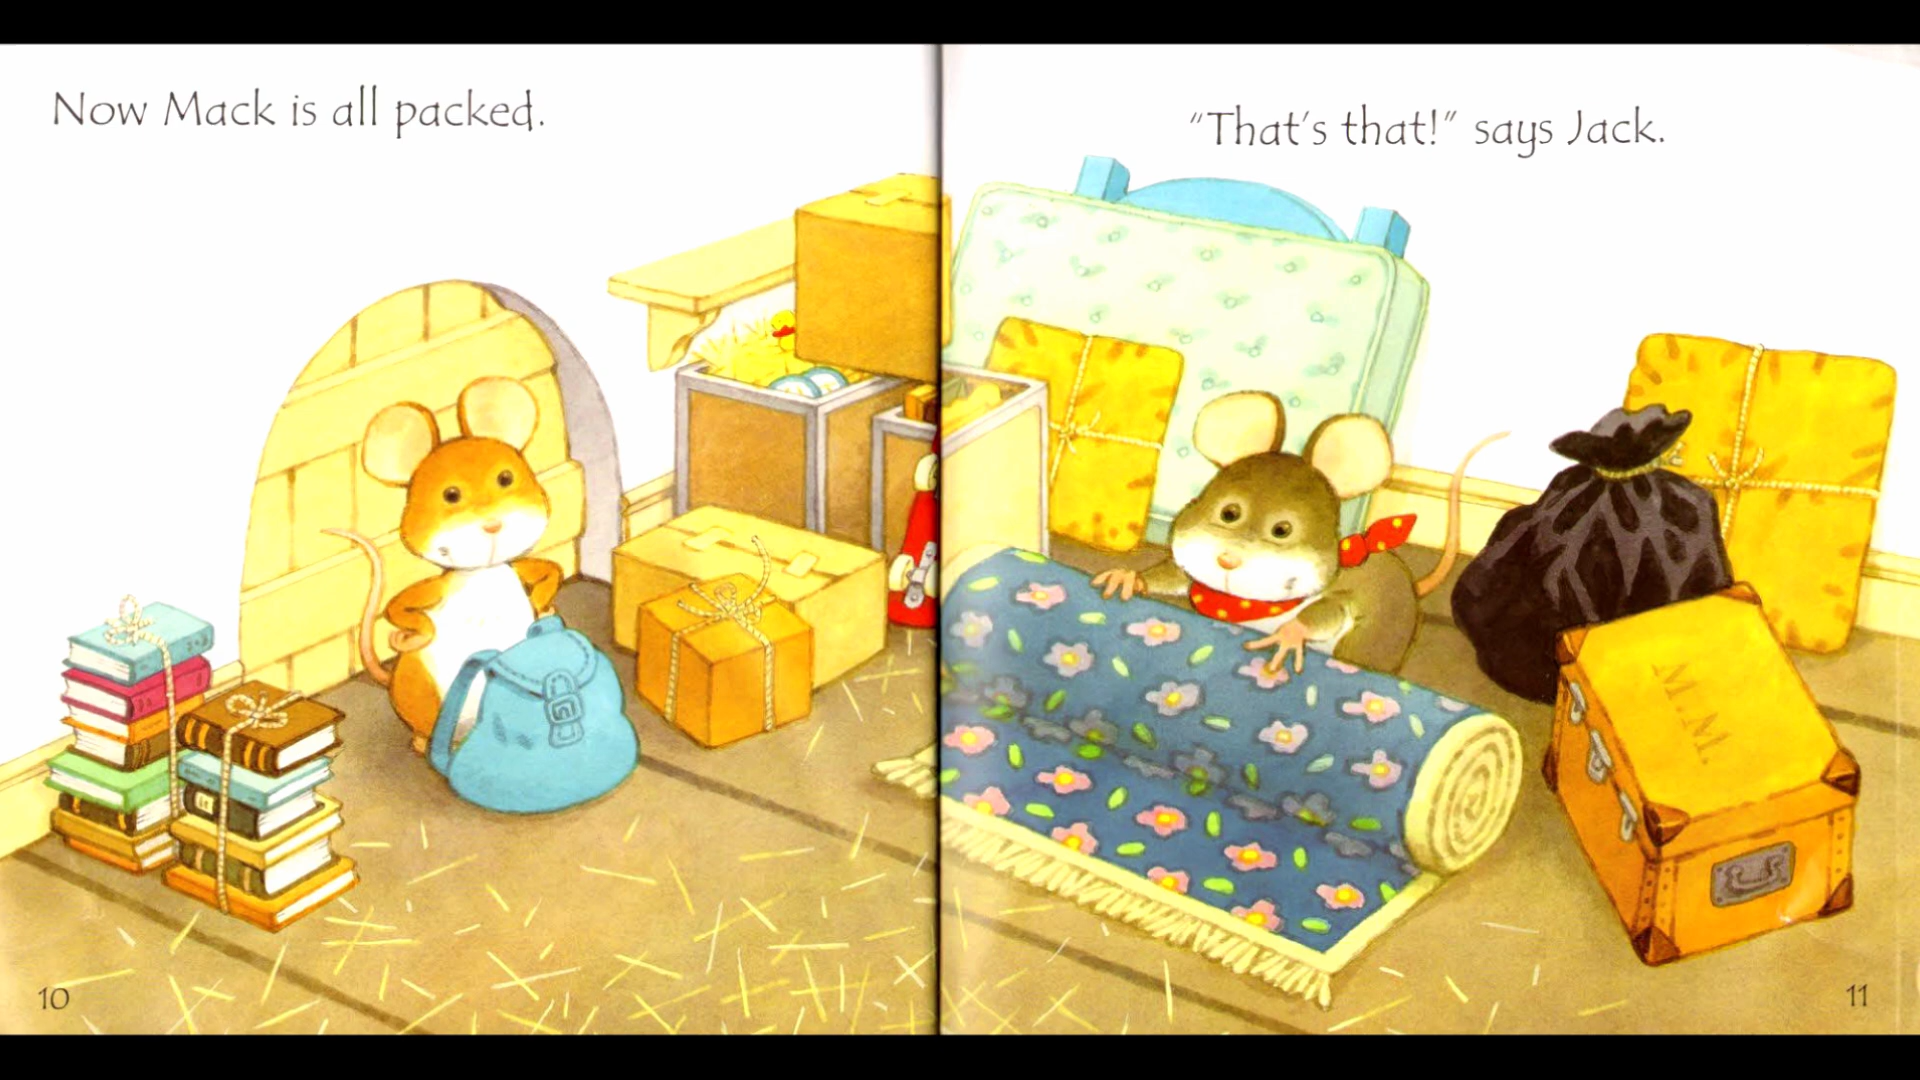 Now Mack is all packed.
"That's that!" says Jack.
M.M.
10
11